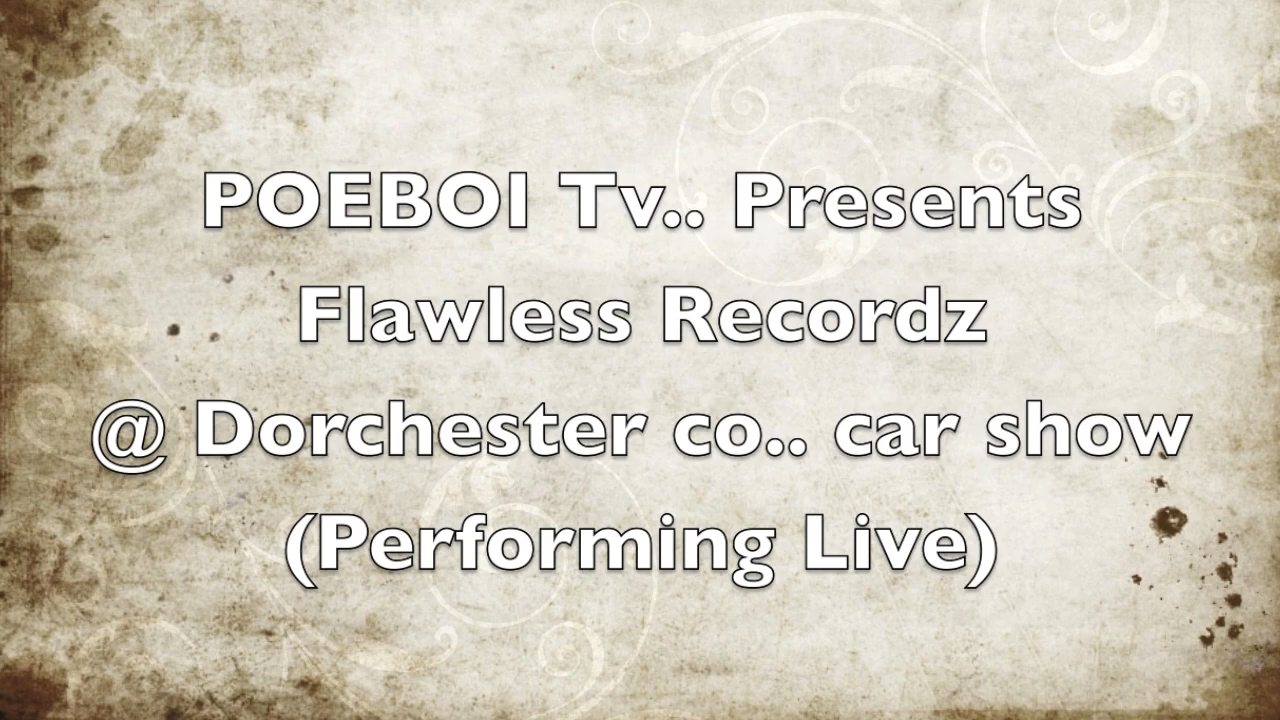 POEBOI Tv.. Presents
Flawless Recordz
@ Dorchester co.. car show
(Performing Live)